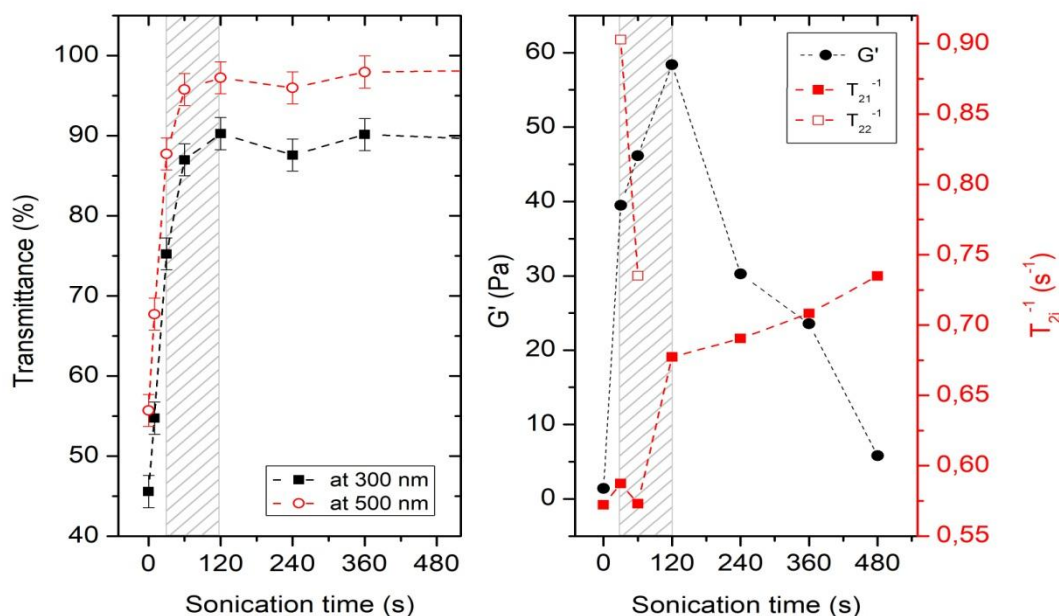 Transmittance (%)
100
90
80
70
60
50
40
at 300 nm
at 500 nm
0 120 240 360 480
Sonication time (s)
G' (Pa)
60
50
40
30
20
10
0
G'
T₂₁⁻¹
T₂₂⁻¹
0 120 240 360 480
Sonication time (s)
0,90
0,85
0,80
0,75
0,70
0,65
0,60
0,55
T₂ᵢ⁻¹ (s⁻¹)